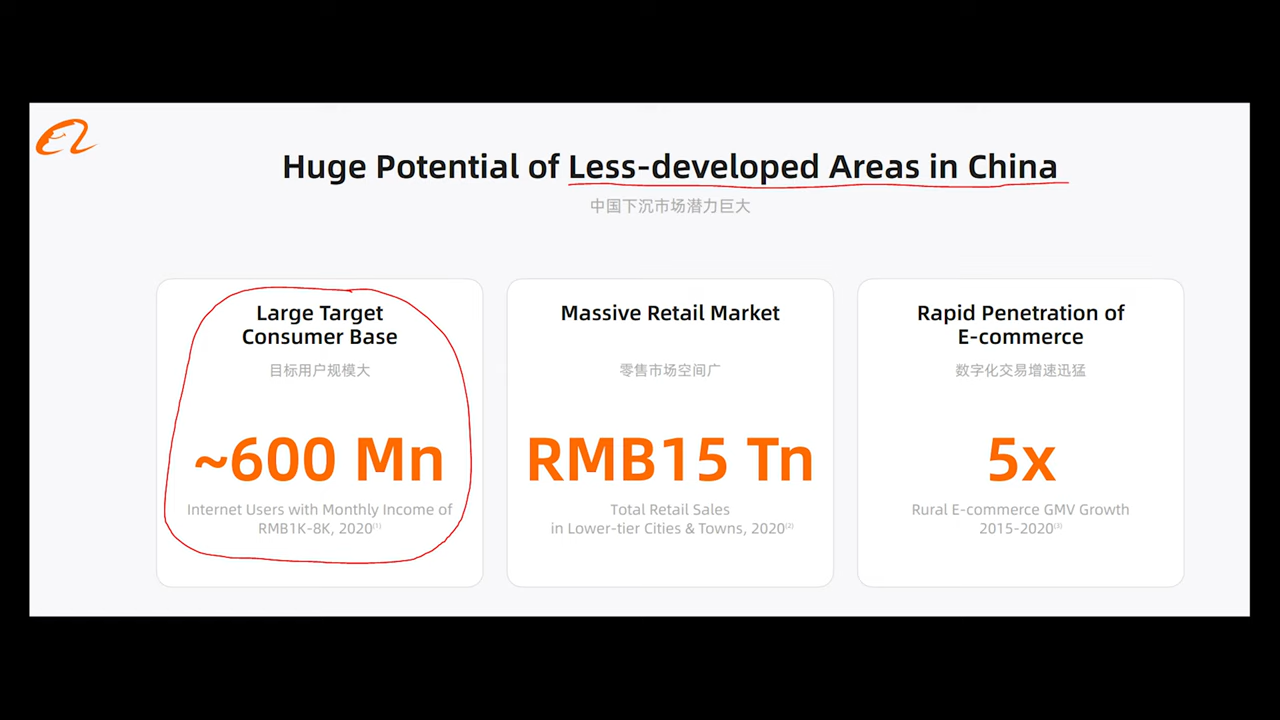 Huge Potential of Less-developed Areas in China
中国下沉市场潜力巨大
Large Target
Consumer Base
目标用户规模大
~600 Mn
Internet Users with Monthly Income of
RMB1K-8K, 2020(1)
Massive Retail Market
零售市场空间广
RMB15 Tn
Total Retail Sales
in Lower-tier Cities & Towns, 2020(2)
Rapid Penetration of
E-commerce
数字化交易增速迅猛
5x
Rural E-commerce GMV Growth
2015-2020(3)